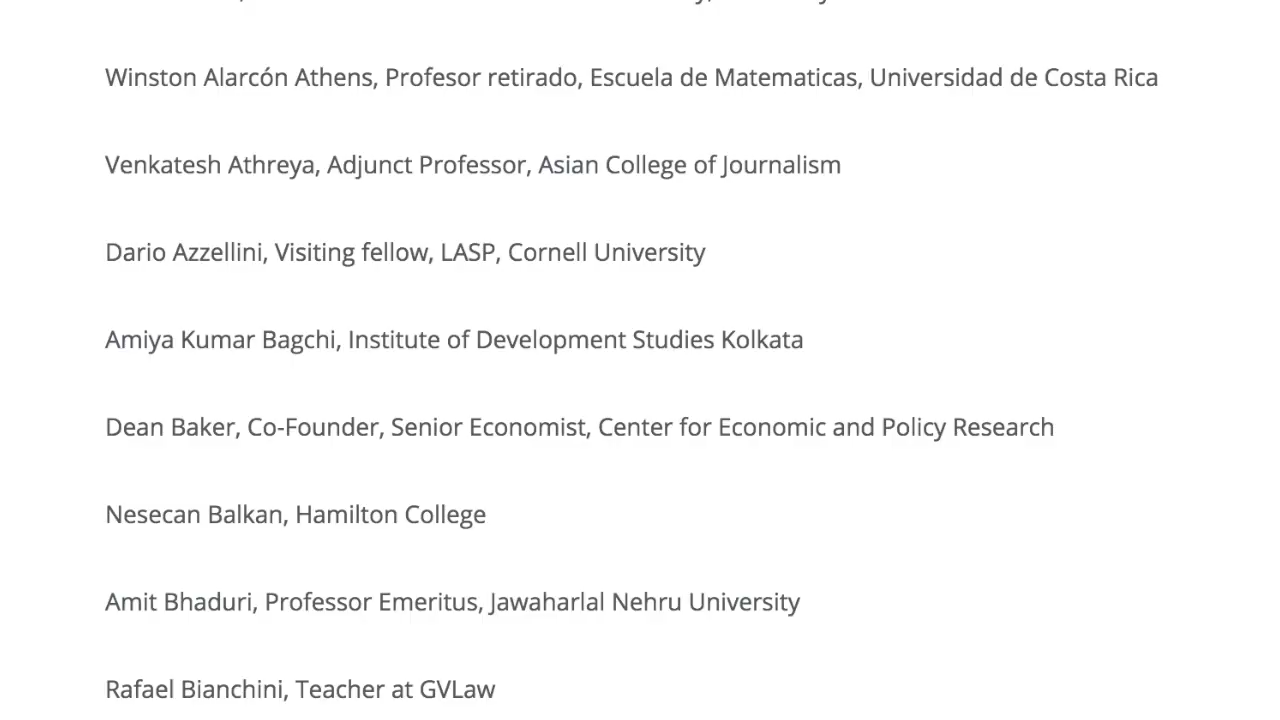 Winston Alarcón Athens, Profesor retirado, Escuela de Matematicas, Universidad de Costa Rica
Venkatesh Athreya, Adjunct Professor, Asian College of Journalism
Dario Azzellini, Visiting fellow, LASP, Cornell University
Amiya Kumar Bagchi, Institute of Development Studies Kolkata
Dean Baker, Co-Founder, Senior Economist, Center for Economic and Policy Research
Nesecan Balkan, Hamilton College
Amit Bhaduri, Professor Emeritus, Jawaharlal Nehru University
Rafael Bianchini, Teacher at GVLaw